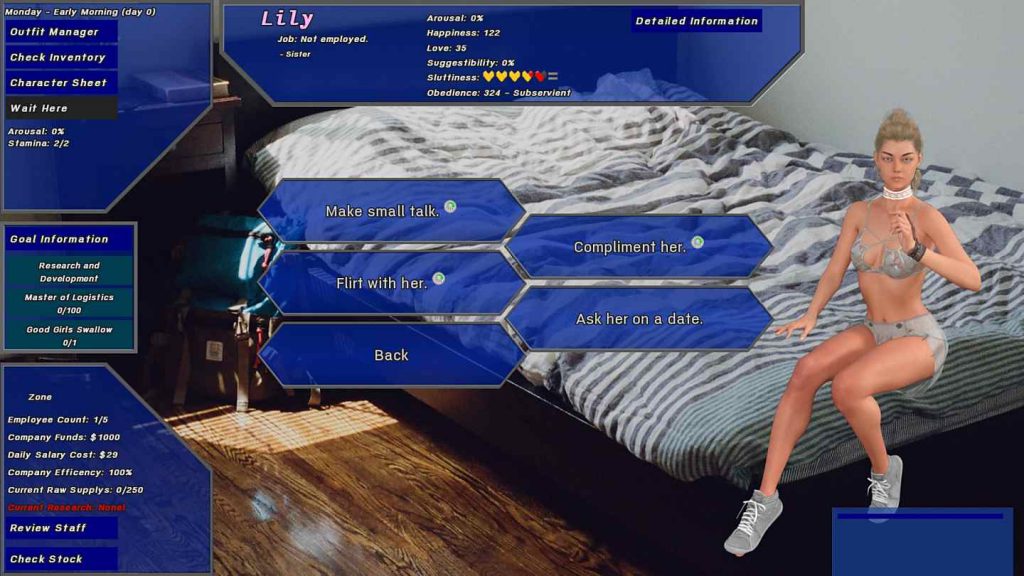 Monday - Early Morning (day 0)
Outfit Manager
Check Inventory
Character Sheet
Wait Here
Arousal: 0%
Stamina: 2/2
Lily
Job: Not employed.
- Sister
Arousal: 0%
Happiness: 122
Love: 35
Suggestibility: 0%
Sluttiness:
Obedience: 324 - Subservient
Detailed Information
Make small talk.
Compliment her.
Flirt with her.
Ask her on a date.
Back
Goal Information
Research and
Development
Master of Logistics
0/100
Good Girls Swallow
0/1
Zone
Employee Count: 1/5
Company Funds: $1000
Daily Salary Cost: $29
Company Efficency: 100%
Current Raw Supplys: 0/250
Current Research: None!
Review Staff
Check Stock